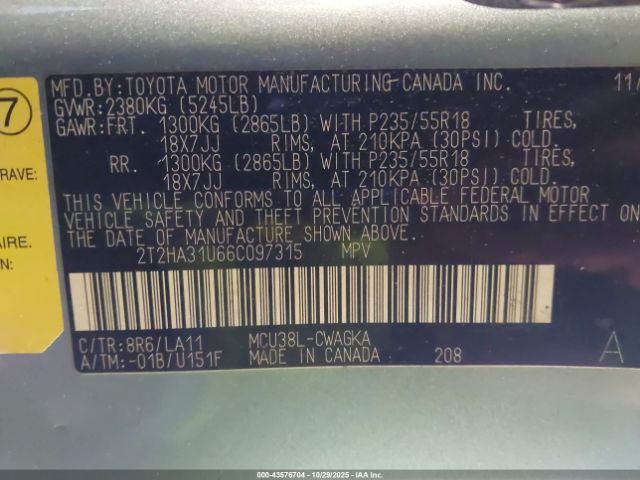 MFD. BY: TOYOTA MOTOR MANUFACTURING CANADA INC. 11/
GVWR: 2380KG (5245LB)
GAWR: FRT. 1300KG (2865LB) WITH P235/55R18 TIRES,
18X7JJ RIMS, AT 210KPA (30PSI) COLD.
RR. 1300KG (2865LB) WITH P235/55R18 TIRES,
18X7JJ RIMS, AT 210KPA (30PSI) COLD.
THIS VEHICLE CONFORMS TO ALL APPLICABLE FEDERAL MOTOR
VEHICLE SAFETY AND THEFT PREVENTION STANDARDS IN EFFECT ON
THE DATE OF MANUFACTURE SHOWN ABOVE.
2T2HA31U66C097315 MPV
C/TR: 8R6/LA11 MCU38L-CWAGKA
A/TM: -01B/U151F MADE IN CANADA 208 A
7
RAVE:
AIRE.
000-43576704 - 10/29/2025 - IAAI.CA